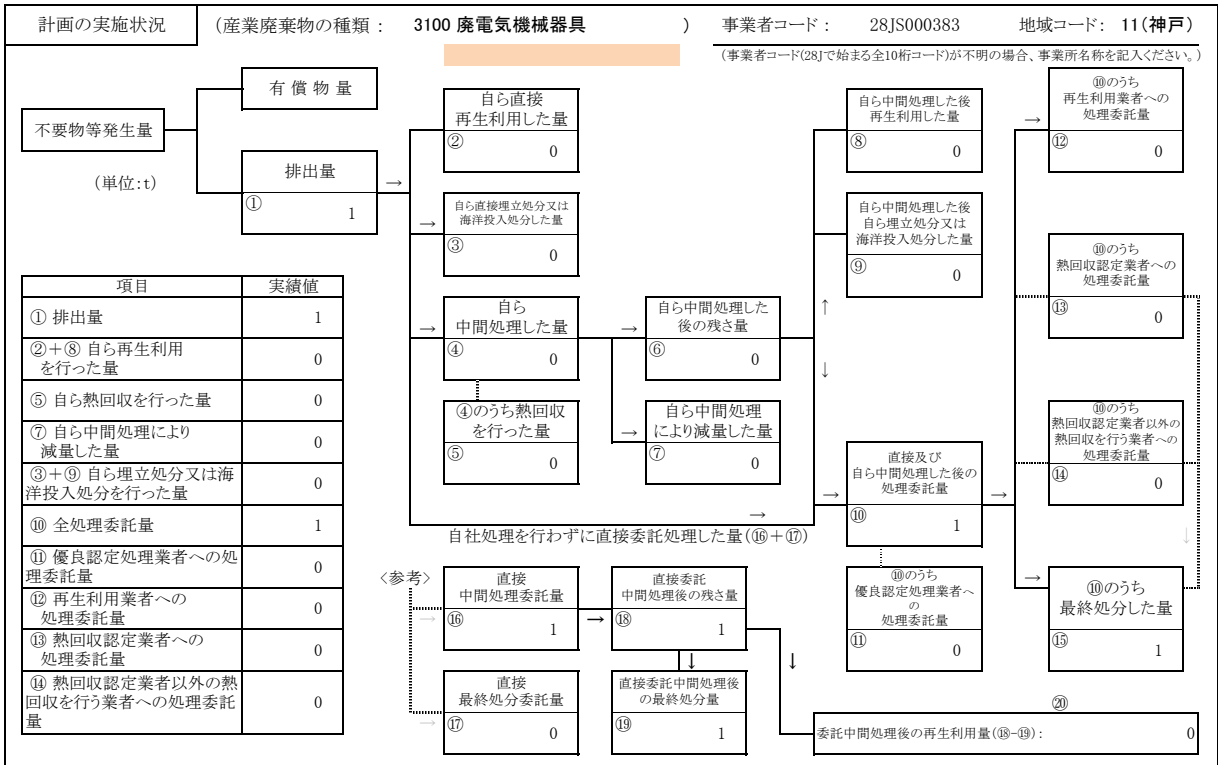 計画の実施状況
(産業廃棄物の種類： 3100 廃電気機械器具 )
事業者コード： 28JS000383 地域コード： 11(神戸)
(事業者コード(28Jで始まる全10桁コード)が不明の場合、事業所名称を記入ください。)
不要物等発生量
(単位:t)
有償物量
排出量
①
1
→
自ら直接
再生利用した量
②
0
→
自ら直接埋立処分又は
海洋投入処分した量
③
0
→
自ら
中間処理した量
④
0
④のうち熱回収
を行った量
⑤
0
→
自ら中間処理した
後の残さ量
⑥
0
→
自ら中間処理
により減量した量
⑦
0
↑
↓
自ら中間処理した後
再生利用した量
⑧
0
自ら中間処理した後
自ら埋立処分又は
海洋投入処分した量
⑨
0
→
直接及び
自ら中間処理した後の
処理委託量
⑩
1
→
⑩のうち
優良認定処理業者へ
の
処理委託量
⑪
0
→
⑩のうち
再生利用業者への
処理委託量
⑫
0
⑩のうち
熱回収認定業者への
処理委託量
⑬
0
⑩のうち
熱回収認定業者以外の
熱回収を行う業者への
処理委託量
⑭
0
↓
→
⑩のうち
最終処分した量
⑮
1
項目 実績値
① 排出量 1
②＋⑧ 自ら再生利用
を行った量 0
⑤ 自ら熱回収を行った量 0
⑦ 自ら中間処理により
減量した量 0
③＋⑨ 自ら埋立処分又は海
洋投入処分を行った量 0
⑩ 全処理委託量 1
⑪ 優良認定処理業者への処
理委託量 0
⑫ 再生利用業者への
処理委託量 0
⑬ 熱回収認定業者への
処理委託量 0
⑭ 熱回収認定業者以外の熱
回収を行う業者への処理委託
量 0
→
自社処理を行わずに直接委託処理した量(⑯＋⑰)
〈参考〉
→
直接
中間処理委託量
⑯
1
→
直接委託
中間処理後の残さ量
⑱
1
↓
↓
→
直接
最終処分委託量
⑰
0
直接委託中間処理後
の最終処分量
⑲
1
⑳
委託中間処理後の再生利用量(⑱-⑲)： 0